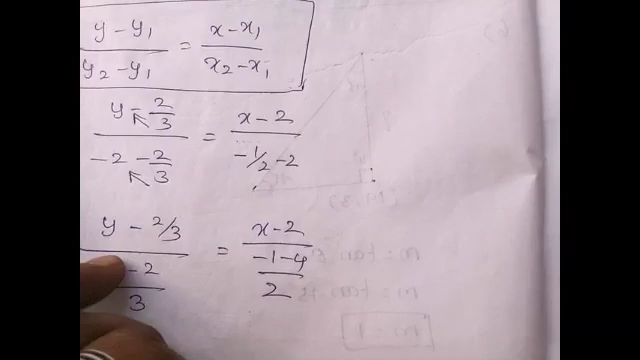 (y - y₁)/(y₂ - y₁) = (x - x₁)/(x₂ - x₁)
(y - 2/3)/(-2 - 2/3) = (x - 2)/(-1/2 - 2)
(y - 2/3)/((-2)/3) = (x - 2)/((-1-4)/2)